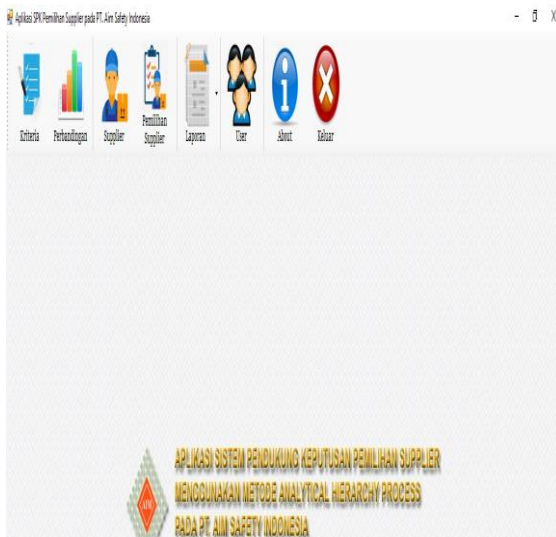 Aplikasi SPK Pemilihan Supplier pada PT. Aim Safety Indonesia
Kriteria
Perbandingan
Supplier
Pemilihan
Supplier
Laporan
User
About
Keluar
APLIKASI SISTEM PENDUKUNG KEPUTUSAN PEMILIHAN SUPPLIER
MENGGUNAKAN METODE ANALYTICAL HIERARCHY PROCESS
PADA PT. AIM SAFETY INDONESIA